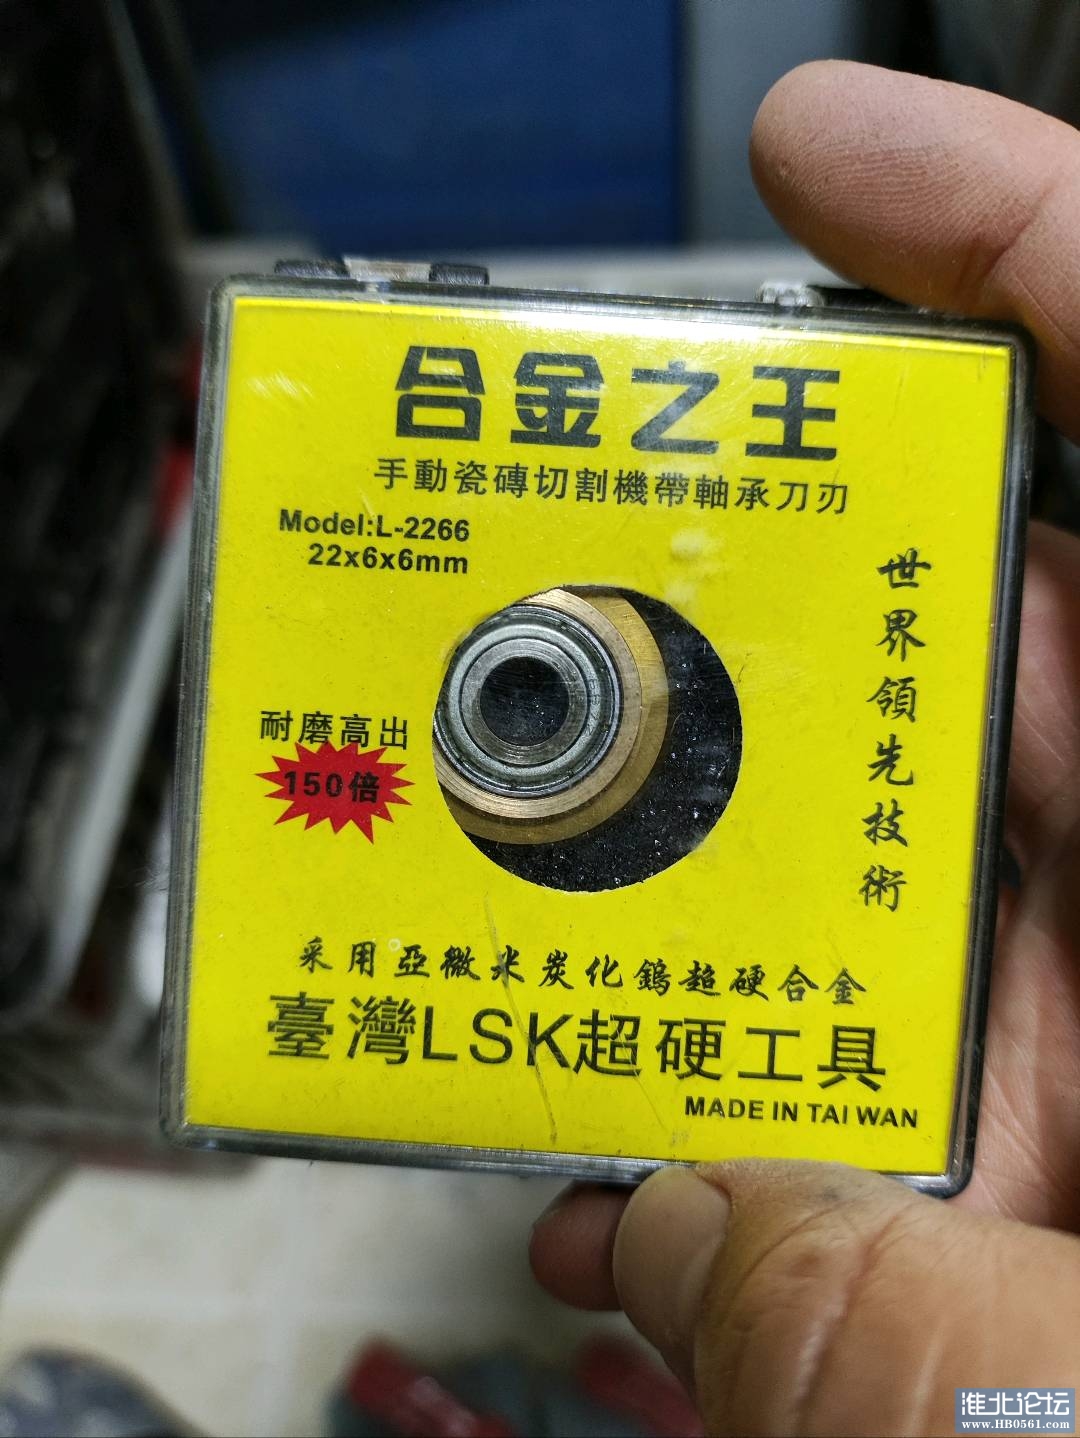 合金之王
手動瓷磚切割機帶軸承刀刃
Model:L-2266
22x6x6mm
世界領先技術
耐磨高出
150倍
采用亞微米炭化鎢超硬合金
臺灣LSK超硬工具
MADE IN TAIWAN
淮北论坛
www.HB0561.com